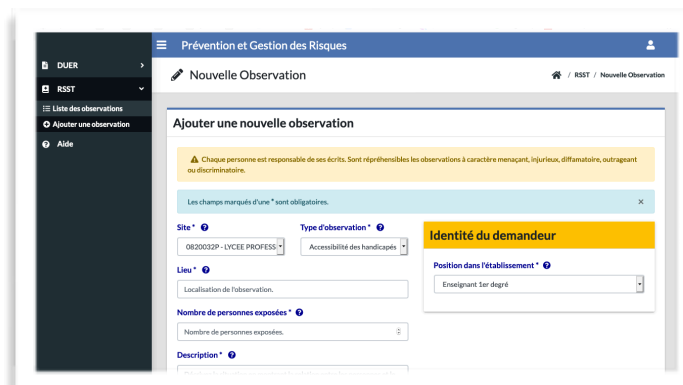 Prévention et Gestion des Risques
DUER
RSST
Liste des observations
Ajouter une observation
Aide
Nouvelle Observation
/ RSST / Nouvelle Observation
Ajouter une nouvelle observation
Chaque personne est responsable de ses écrits. Sont répréhensibles les observations à caractère menaçant, injurieux, diffamatoire, outrageant
ou discriminatoire.
Les champs marqués d'une * sont obligatoires. ×
Site * Type d'observation *
0820032P - LYCEE PROFESS Accessibilité des handicapés
Lieu *
Localisation de l'observation.
Nombre de personnes exposées *
Nombre de personnes exposées.
Description *
Identité du demandeur
Position dans l'établissement *
Enseignant 1er degré